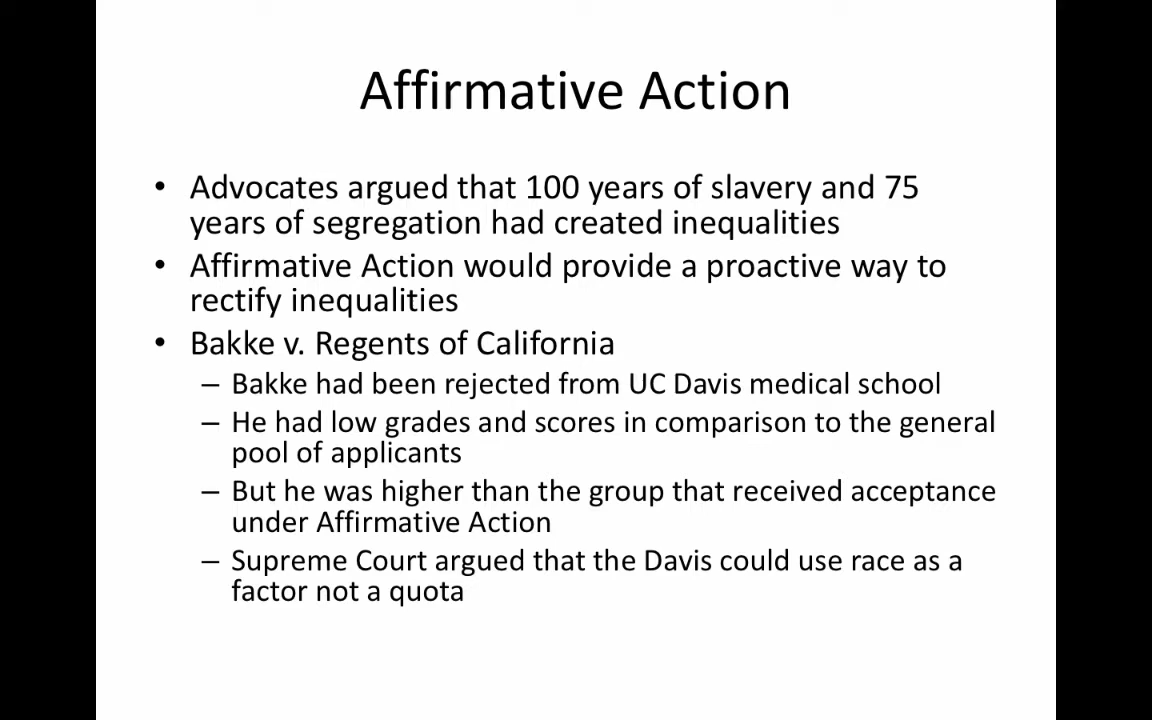 Affirmative Action
• Advocates argued that 100 years of slavery and 75
years of segregation had created inequalities
• Affirmative Action would provide a proactive way to
rectify inequalities
• Bakke v. Regents of California
– Bakke had been rejected from UC Davis medical school
– He had low grades and scores in comparison to the general
pool of applicants
– But he was higher than the group that received acceptance
under Affirmative Action
– Supreme Court argued that the Davis could use race as a
factor not a quota